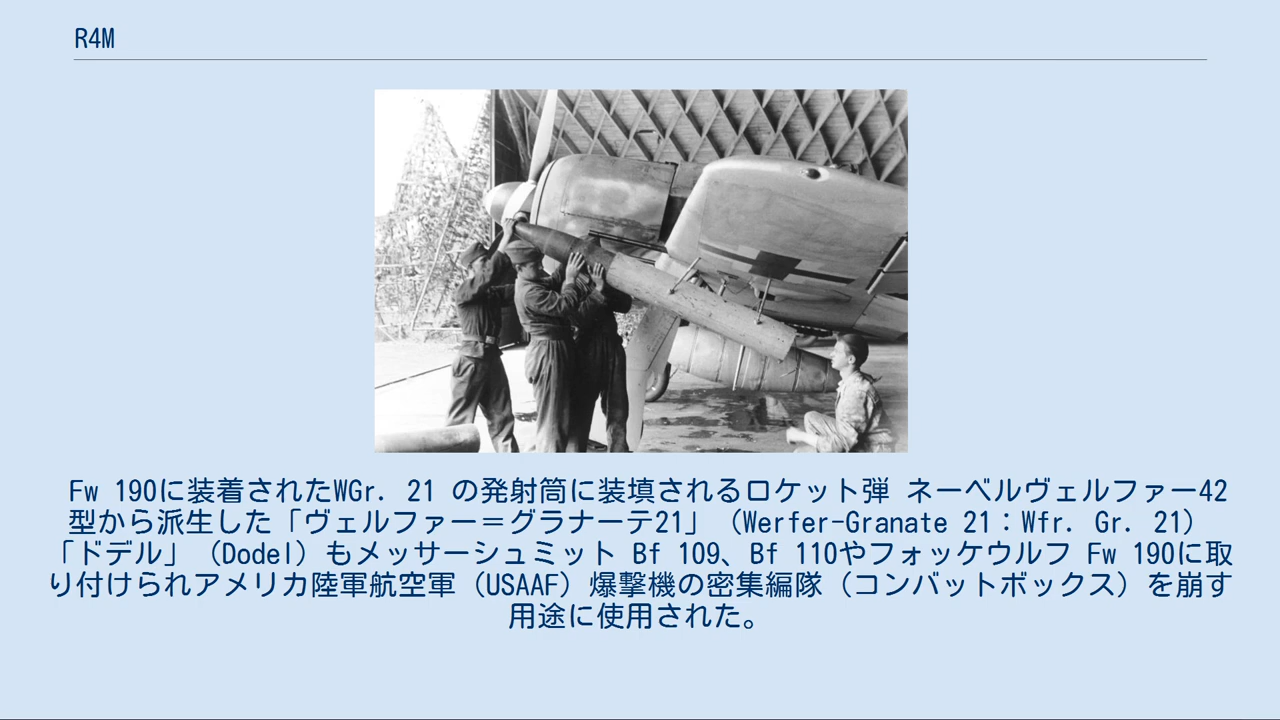 R4M
Fw 190に装着されたWGr. 21 の発射筒に装填されるロケット弾 ネーベルヴェルファー42
型から派生した「ヴェルファー＝グラナーテ21」（Werfer-Granate 21：Wfr. Gr. 21）
「ドデル」（Dodel）もメッサーシュミット Bf 109、Bf 110やフォッケウルフ Fw 190に取
り付けられアメリカ陸軍航空軍（USAAF）爆撃機の密集編隊（コンバットボックス）を崩す
用途に使用された。